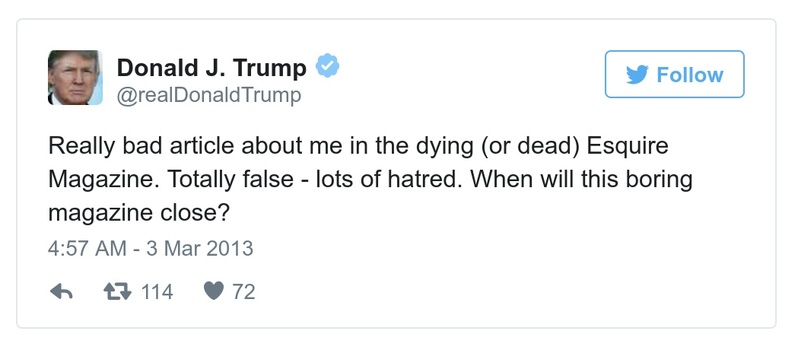 Donald J. Trump
@realDonaldTrump
Follow
Really bad article about me in the dying (or dead) Esquire
Magazine. Totally false - lots of hatred. When will this boring
magazine close?
4:57 AM - 3 Mar 2013
114 72